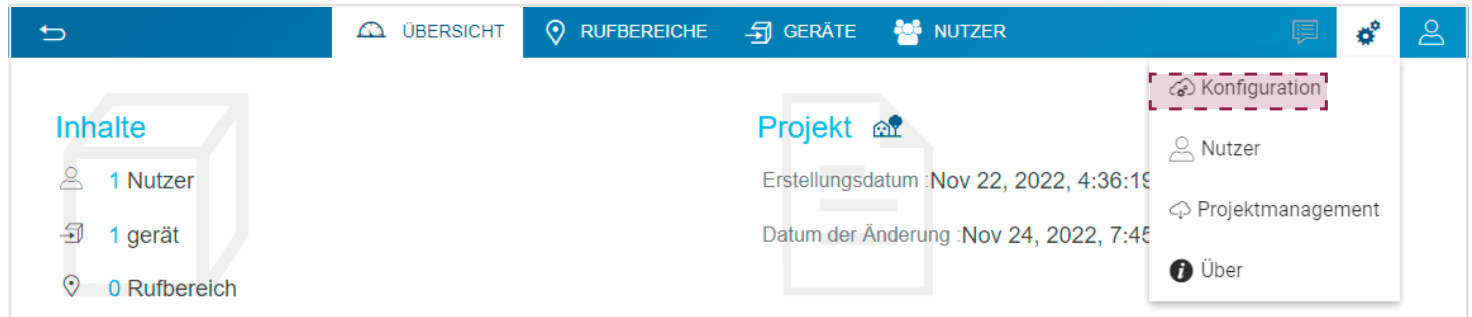 ÜBERSICHT RUFBEREICHE GERÄTE NUTZER
Konfiguration
Nutzer
Projektmanagement
Über
Inhalte
1 Nutzer
1 gerät
0 Rufbereich
Projekt
Erstellungsdatum :Nov 22, 2022, 4:36:19
Datum der Änderung :Nov 24, 2022, 7:45